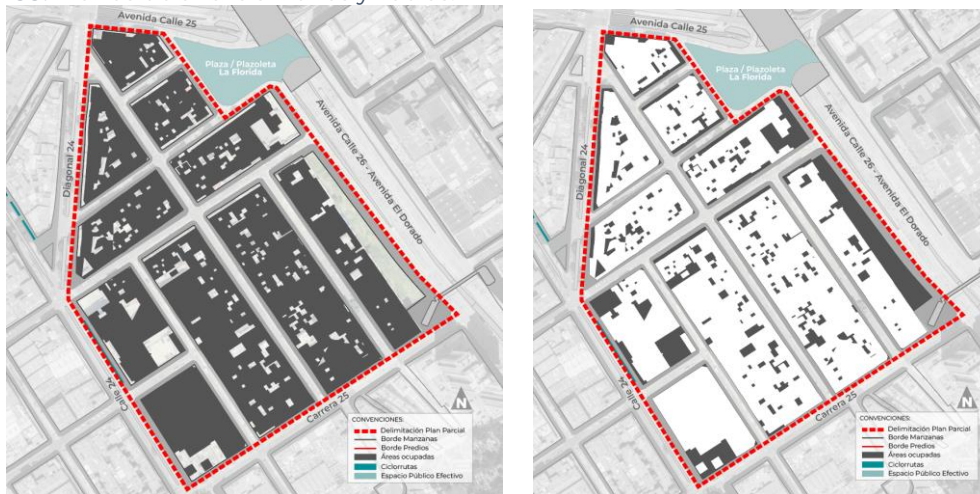 Avenida Calle 25
Plaza / Plazoleta
La Florida
Diagonal 24
Avenida Calle 26 - Avenida El Dorado
Calle 24
Carrera 25
N
CONVENCIONES:
Delimitación Plan Parcial
Borde Manzanas
Borde Predios
Áreas ocupadas
Ciclorrutas
Espacio Público Efectivo
Avenida Calle 25
Plaza / Plazoleta
La Florida
Diagonal 24
Avenida Calle 26 - Avenida El Dorado
Calle 24
Carrera 25
N
CONVENCIONES:
Delimitación Plan Parcial
Borde Manzanas
Borde Predios
Áreas ocupadas
Ciclorrutas
Espacio Público Efectivo